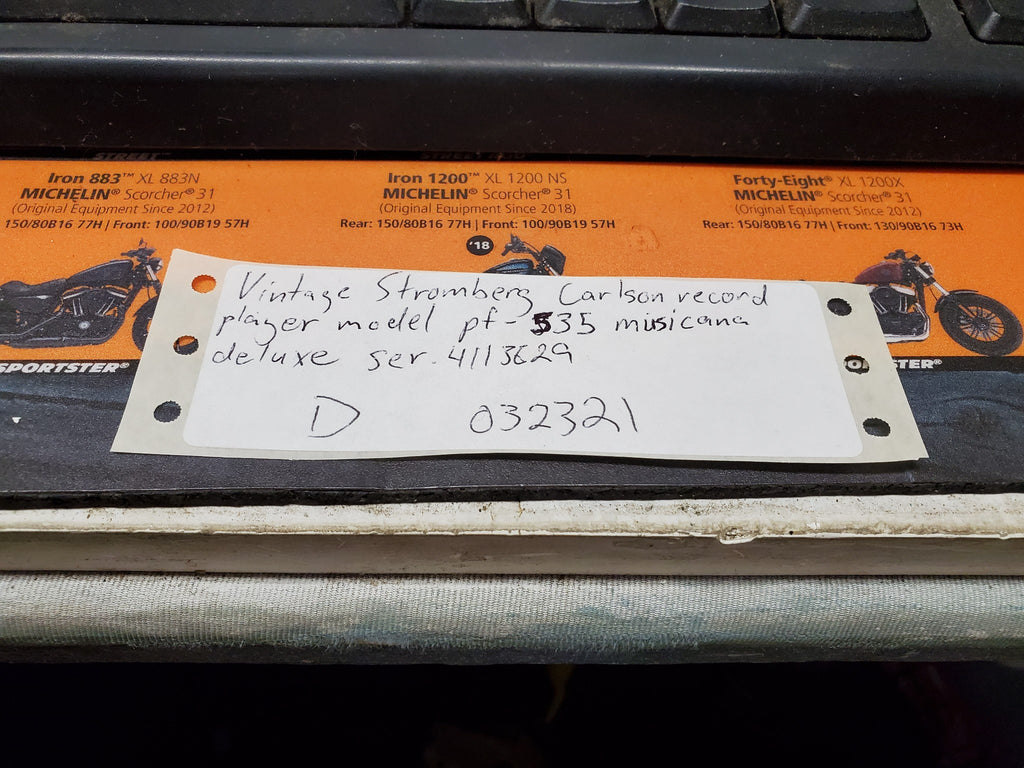 Iron 883™ XL 883N
MICHELIN® Scorcher® 31
(Original Equipment Since 2012)
150/80B16 77H | Front: 100/90B19 57H
Iron 1200™ XL 1200 NS
MICHELIN® Scorcher® 31
(Original Equipment Since 2018)
Rear: 150/80B16 77H | Front: 100/90B19 57H
'18
Forty-Eight® XL 1200X
MICHELIN® Scorcher® 31
(Original Equipment Since 2012)
Rear: 150/80B16 77H | Front: 130/90B16 73H
Vintage Stromberg Carlson record
player model pf-535 musicana
deluxe ser. 4113629
D 032321
SPORTSTER®
TER®